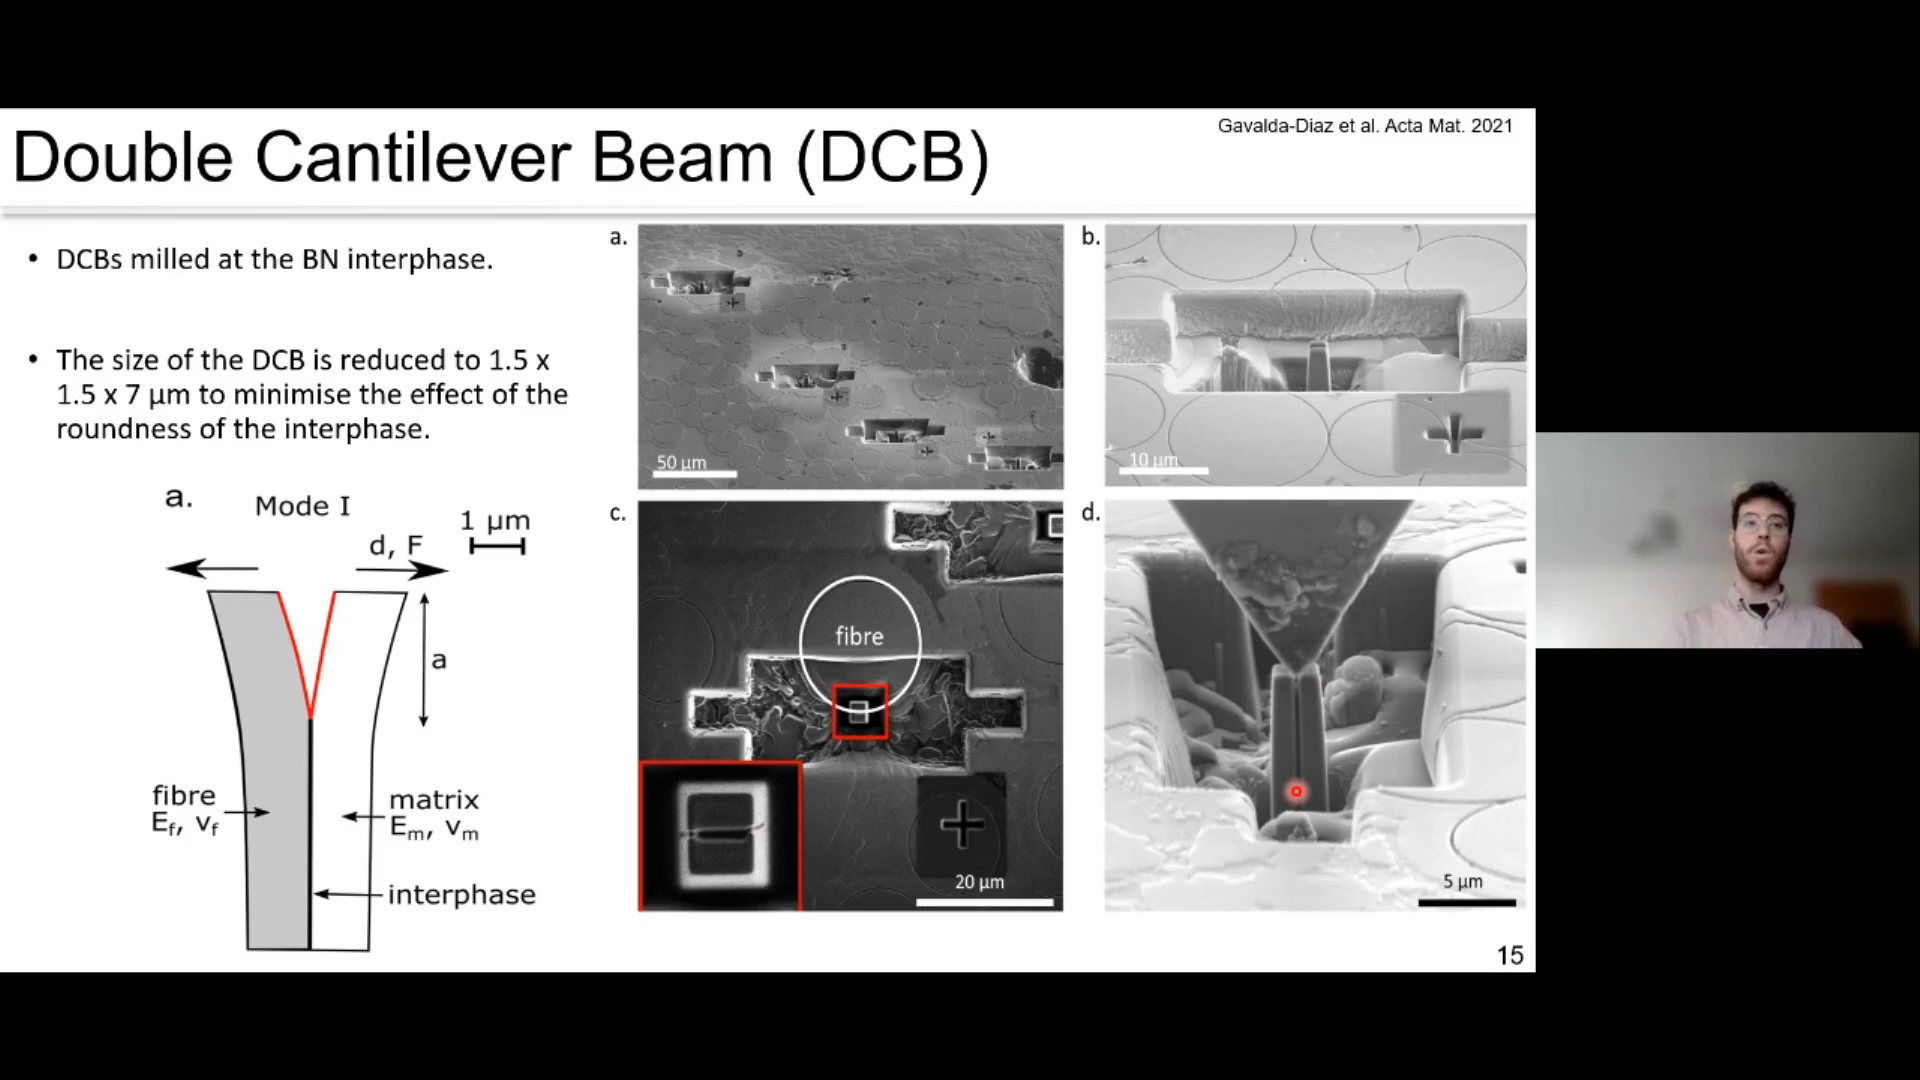 Gavalda-Diaz et al. Acta Mat. 2021
Double Cantilever Beam (DCB)
• DCBs milled at the BN interphase.
• The size of the DCB is reduced to 1.5 x
1.5 x 7 µm to minimise the effect of the
roundness of the interphase.
a.
Mode I
1 µm
d, F
a
fibre
Ef, νf
matrix
Em, νm
interphase
a.
50 µm
b.
10 µm
c.
fibre
20 µm
d.
5 µm
15